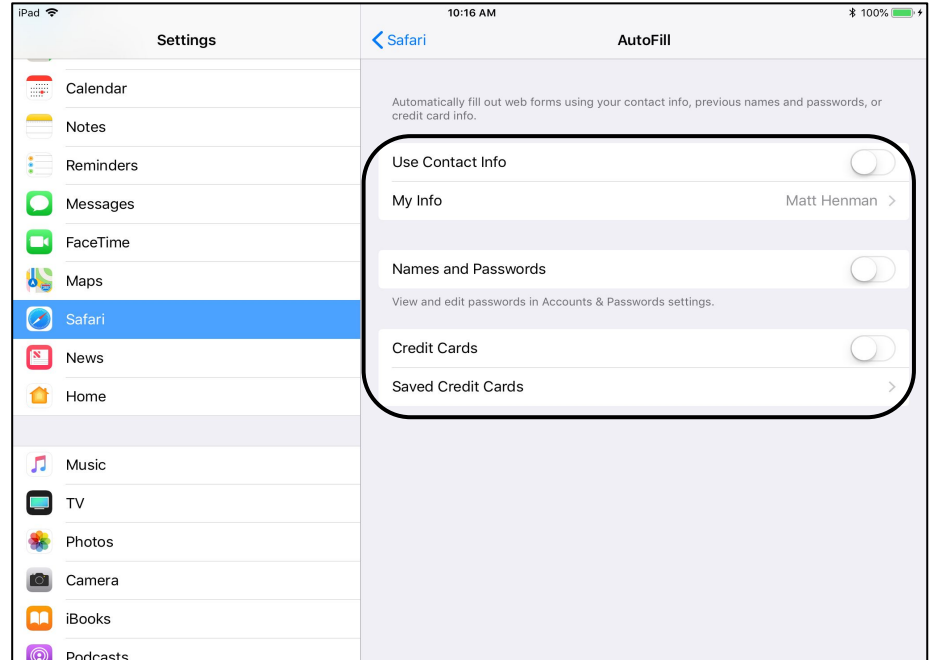 iPad 10:16 AM 100%
Settings
Safari AutoFill
Calendar
Notes
Reminders
Messages
FaceTime
Maps
Safari
News
Home
Music
TV
Photos
Camera
iBooks
Podcasts
Automatically fill out web forms using your contact info, previous names and passwords, or
credit card info.
Use Contact Info
My Info Matt Henman
Names and Passwords
View and edit passwords in Accounts & Passwords settings.
Credit Cards
Saved Credit Cards